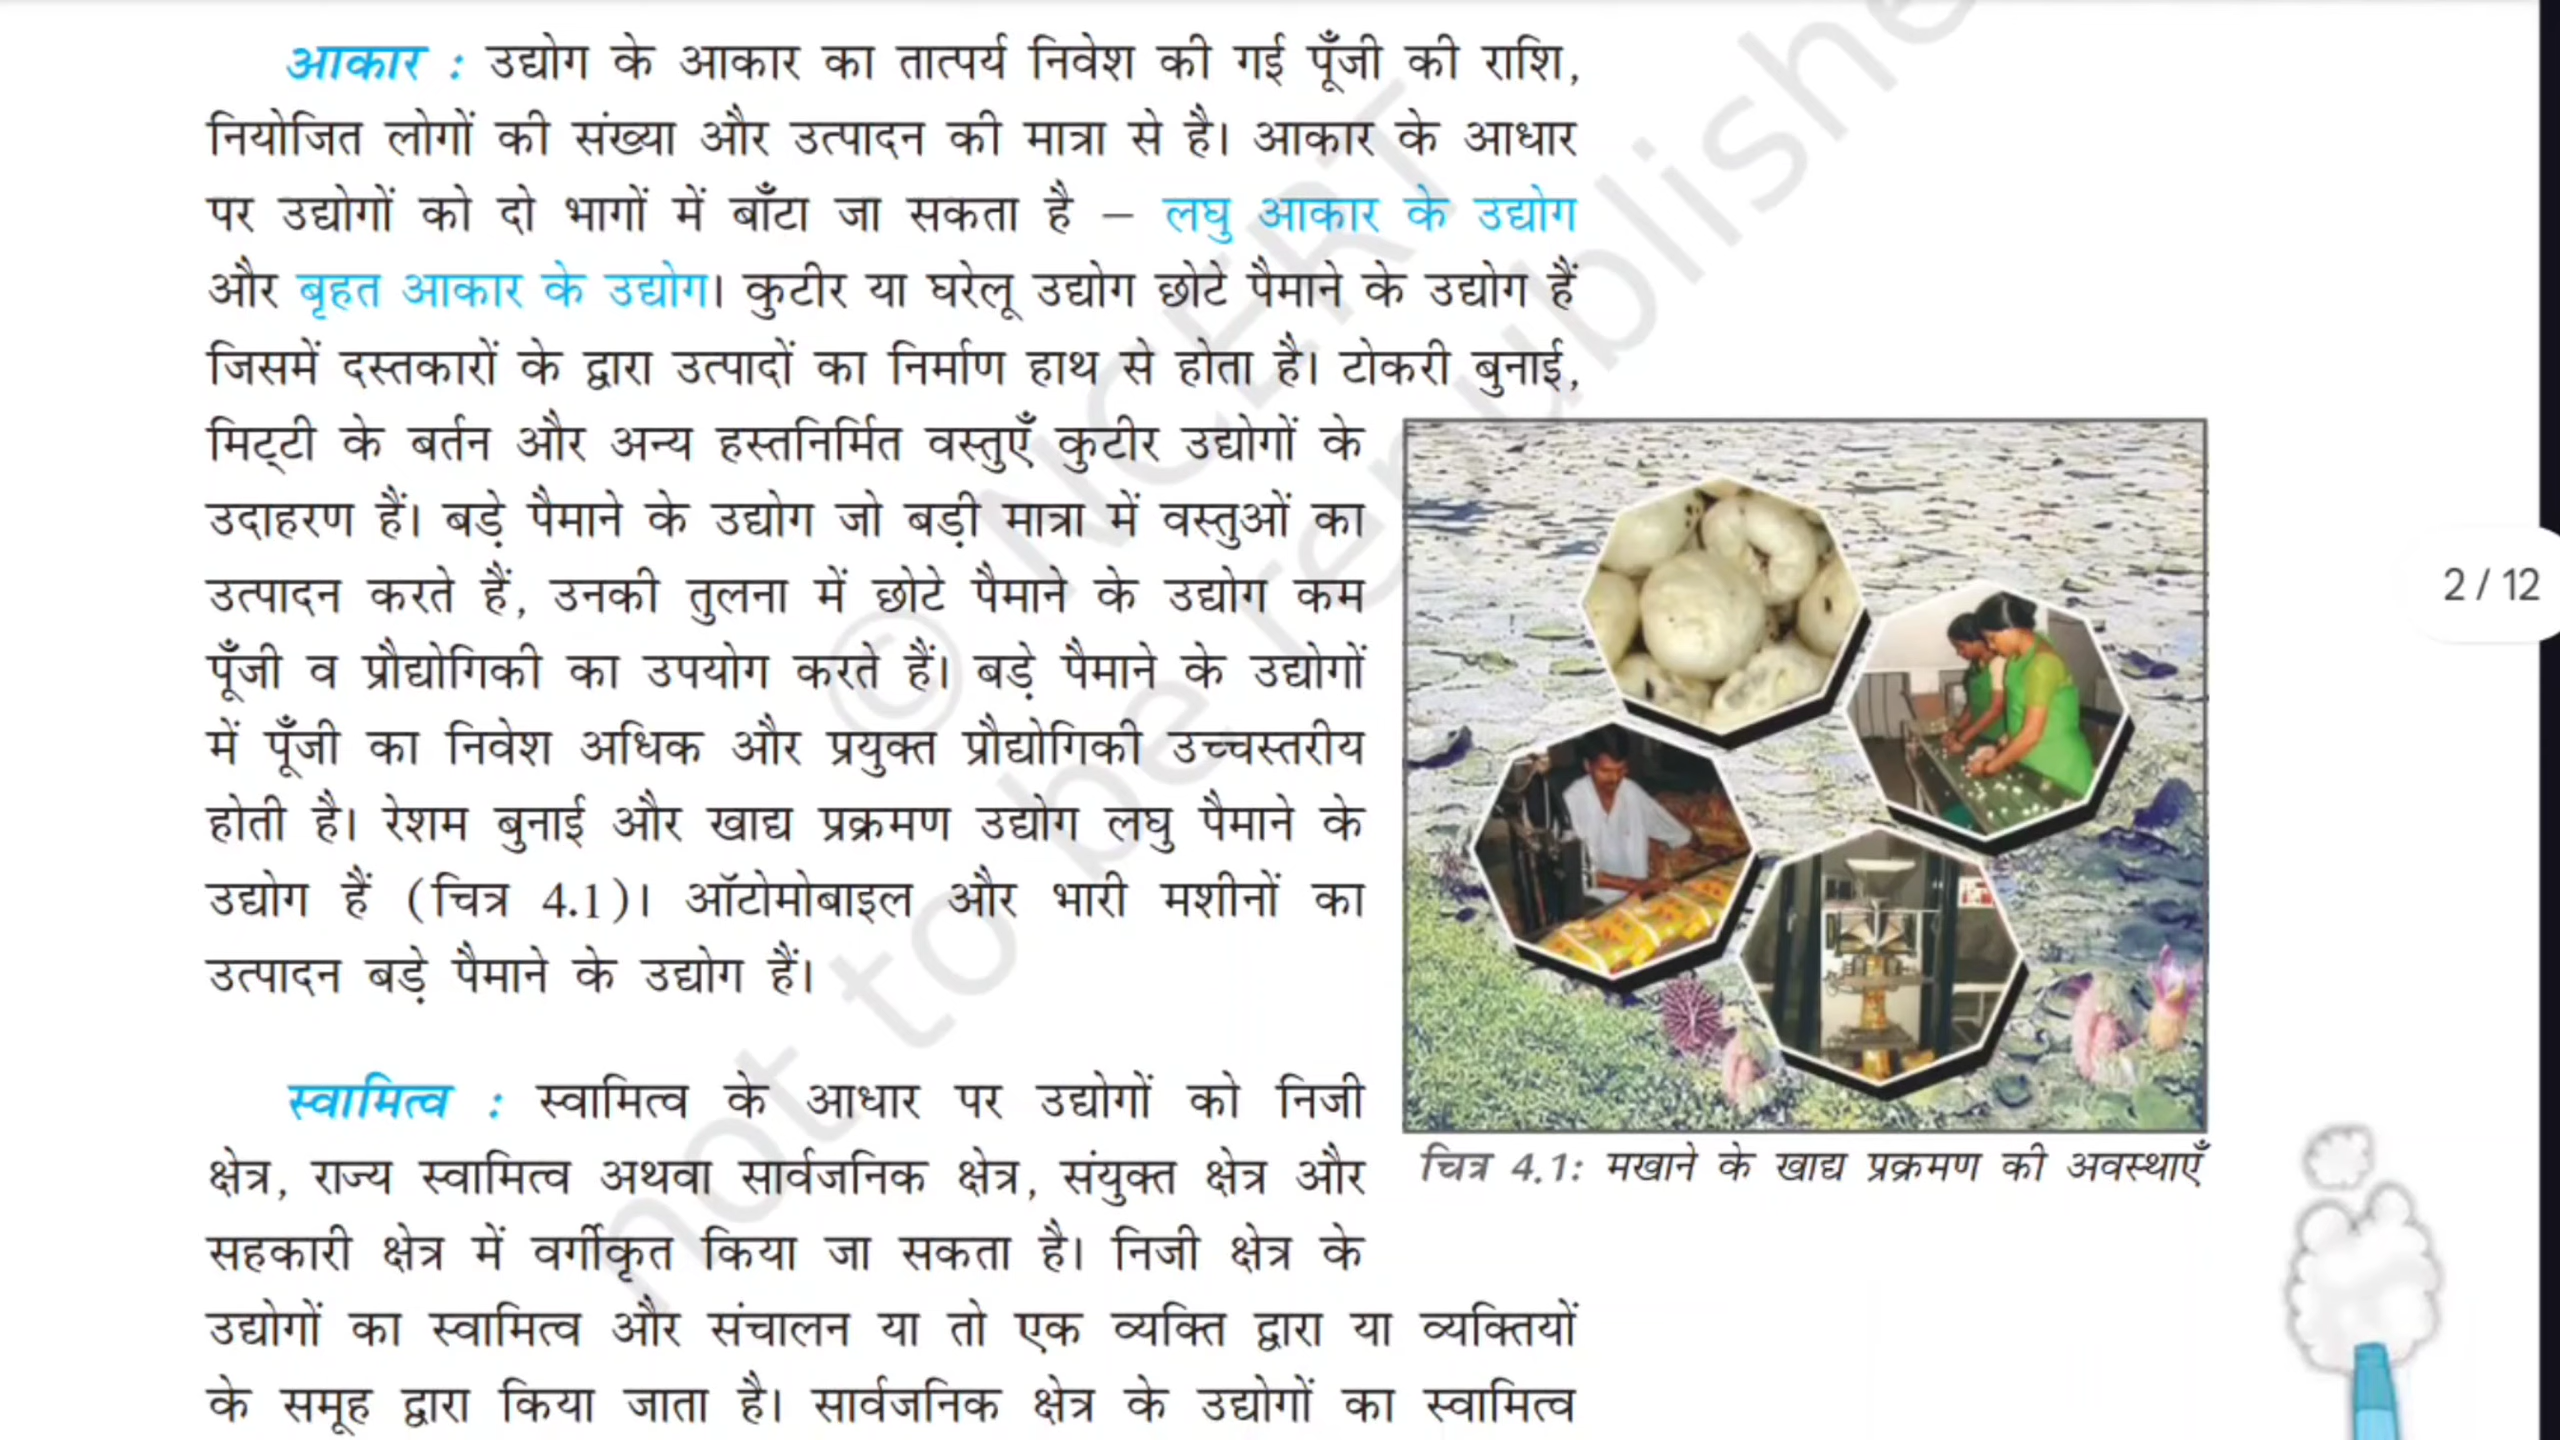 आकार : उद्योग के आकार का तात्पर्य निवेश की गई पूँजी की राशि,
नियोजित लोगों की संख्या और उत्पादन की मात्रा से है। आकार के आधार
पर उद्योगों को दो भागों में बाँटा जा सकता है – लघु आकार के उद्योग
और बृहत आकार के उद्योग। कुटीर या घरेलू उद्योग छोटे पैमाने के उद्योग हैं
जिसमें दस्तकारों के द्वारा उत्पादों का निर्माण हाथ से होता है। टोकरी बुनाई,
मिट्टी के बर्तन और अन्य हस्तनिर्मित वस्तुएँ कुटीर उद्योगों के
उदाहरण हैं। बड़े पैमाने के उद्योग जो बड़ी मात्रा में वस्तुओं का
उत्पादन करते हैं, उनकी तुलना में छोटे पैमाने के उद्योग कम
पूँजी व प्रौद्योगिकी का उपयोग करते हैं। बड़े पैमाने के उद्योगों
में पूँजी का निवेश अधिक और प्रयुक्त प्रौद्योगिकी उच्चस्तरीय
होती है। रेशम बुनाई और खाद्य प्रक्रमण उद्योग लघु पैमाने के
उद्योग हैं (चित्र 4.1)। ऑटोमोबाइल और भारी मशीनों का
उत्पादन बड़े पैमाने के उद्योग हैं।
स्वामित्व : स्वामित्व के आधार पर उद्योगों को निजी
क्षेत्र, राज्य स्वामित्व अथवा सार्वजनिक क्षेत्र, संयुक्त क्षेत्र और
सहकारी क्षेत्र में वर्गीकृत किया जा सकता है। निजी क्षेत्र के
उद्योगों का स्वामित्व और संचालन या तो एक व्यक्ति द्वारा या व्यक्तियों
के समूह द्वारा किया जाता है। सार्वजनिक क्षेत्र के उद्योगों का स्वामित्व
चित्र 4.1: मखाने के खाद्य प्रक्रमण की अवस्थाएँ
2 / 12
© NCERT
not to be republishe